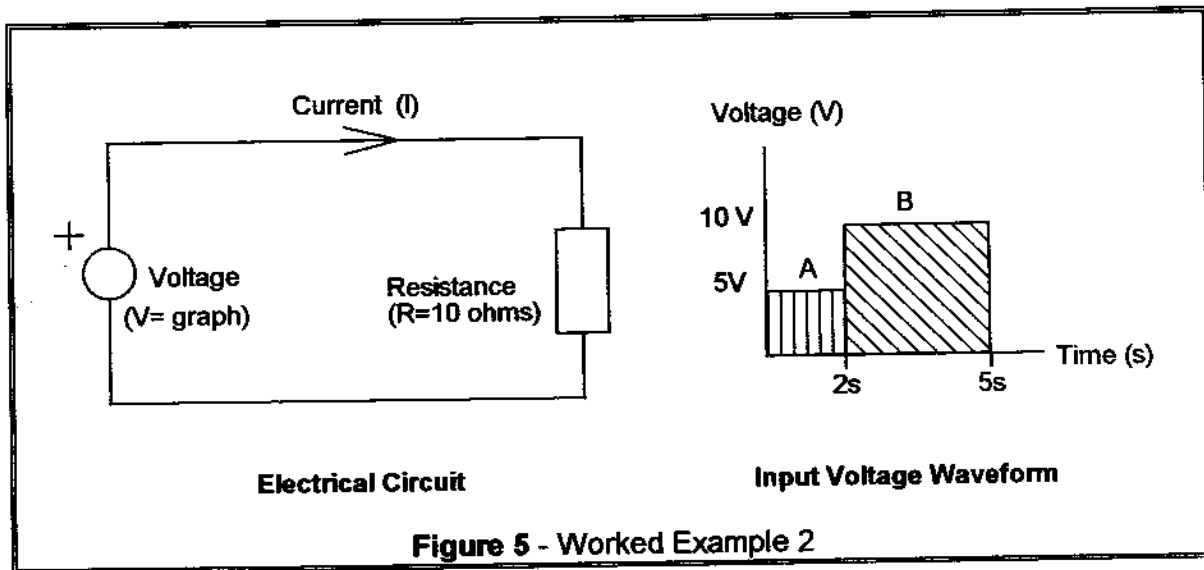 Current (I)
+
Voltage
(V= graph)
Resistance
(R=10 ohms)
Electrical Circuit
Voltage (V)
10 V
5V
A
B
2s
5s
Time (s)
Input Voltage Waveform
Figure 5 - Worked Example 2